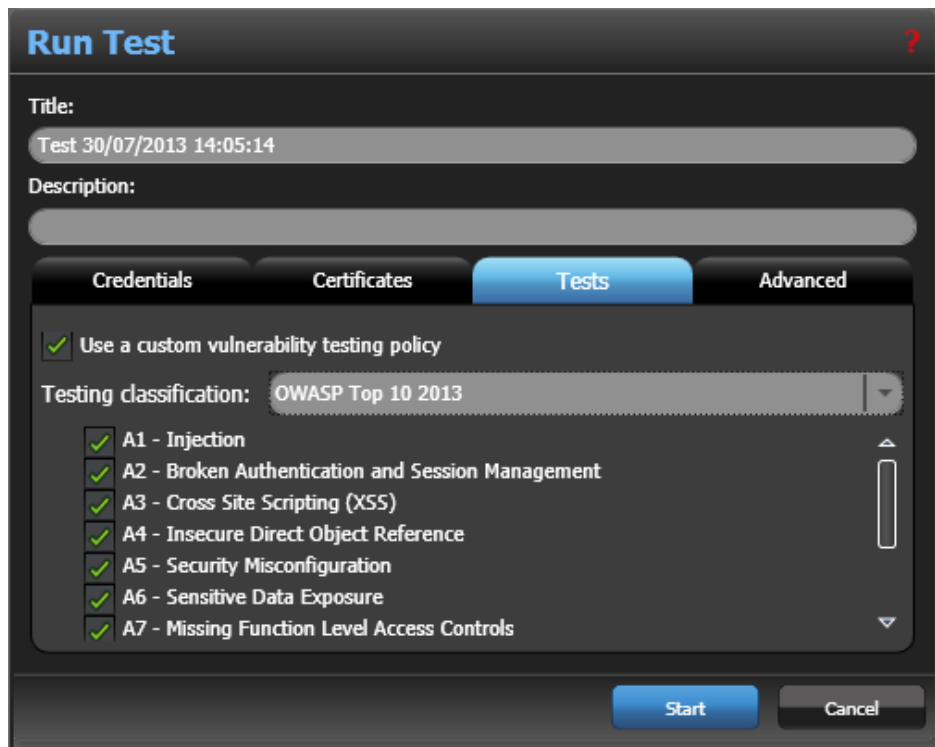 Run Test
?
Title:
Test 30/07/2013 14:05:14
Description:
Credentials Certificates Tests Advanced
Use a custom vulnerability testing policy
Testing classification: OWASP Top 10 2013
A1 - Injection
A2 - Broken Authentication and Session Management
A3 - Cross Site Scripting (XSS)
A4 - Insecure Direct Object Reference
A5 - Security Misconfiguration
A6 - Sensitive Data Exposure
A7 - Missing Function Level Access Controls
Start Cancel